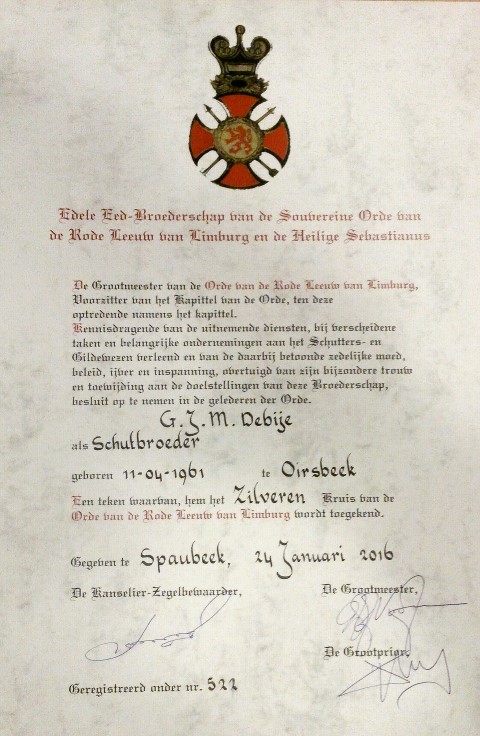 Edele Eed-Broederschap van de Souvereine Orde van
de Rode Leeuw van Limburg en de Heilige Sebastianus
De Grootmeester van de Orde van de Rode Leeuw van Limburg,
Voorzitter van het Kapittel van de Orde, ten deze
optredende namens het kapittel.
Kennisdragende van de uitnemende diensten, bij verscheidene
taken en belangrijke ondernemingen aan het Schutters- en
Gildewezen verleend en van de daarbij betoonde zedelijke moed,
beleid, ijver en inspanning, overtuigd van zijn bijzondere trouw
en toewijding aan de doelstellingen van deze Broederschap,
besluit op te nemen in de gelederen der Orde.
G.J.M. Debije
als Schutbroeder
geboren 11-04-1961 te Oirsbeek
Een teken waarvan, hem het Zilveren Kruis van de
Orde van de Rode Leeuw van Limburg wordt toegekend.
Gegeven te Spaubeek, 24 Januari 2016
De Kanselier-Zegelbewaarder, De Grootmeester,
De Grootprior,
Geregistreerd onder nr. 522